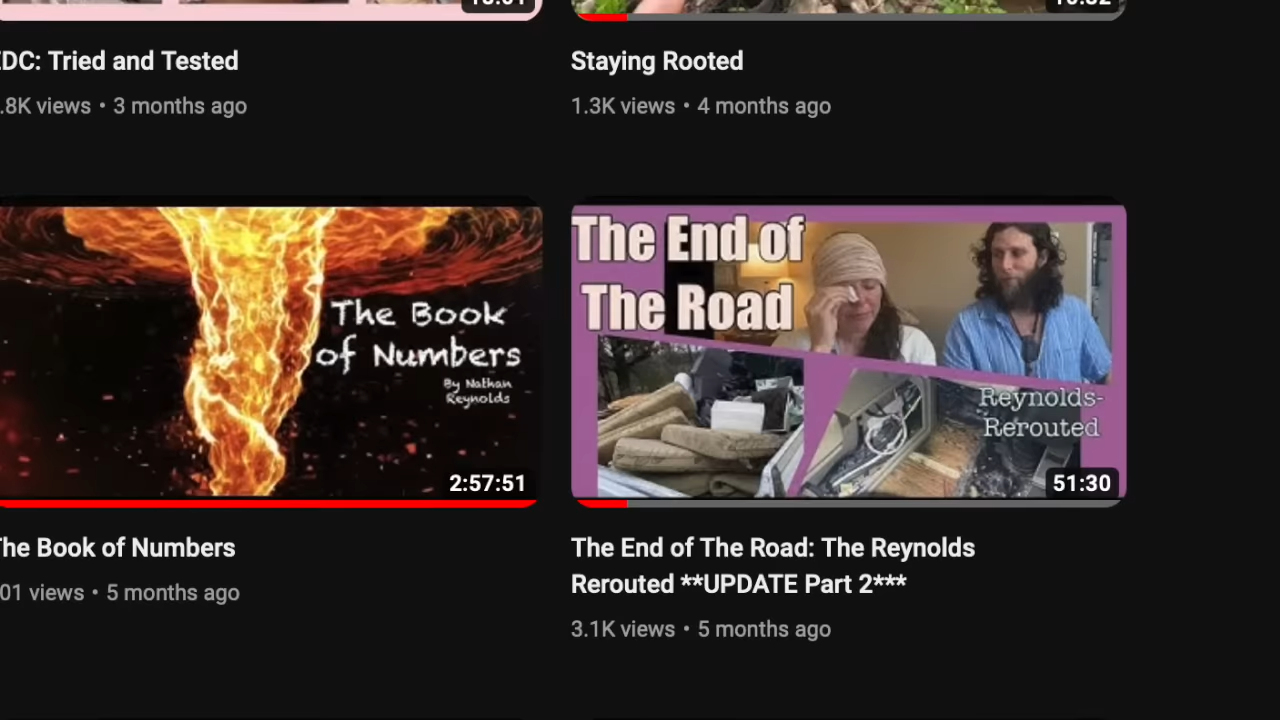 DC: Tried and Tested
.8K views • 3 months ago
Staying Rooted
1.3K views • 4 months ago
The Book
of Numbers
By Nathan
Reynolds
2:57:51
The End of
The Road
Reynolds-
Rerouted
51:30
The Book of Numbers
01 views • 5 months ago
The End of The Road: The Reynolds
Rerouted **UPDATE Part 2***
3.1K views • 5 months ago